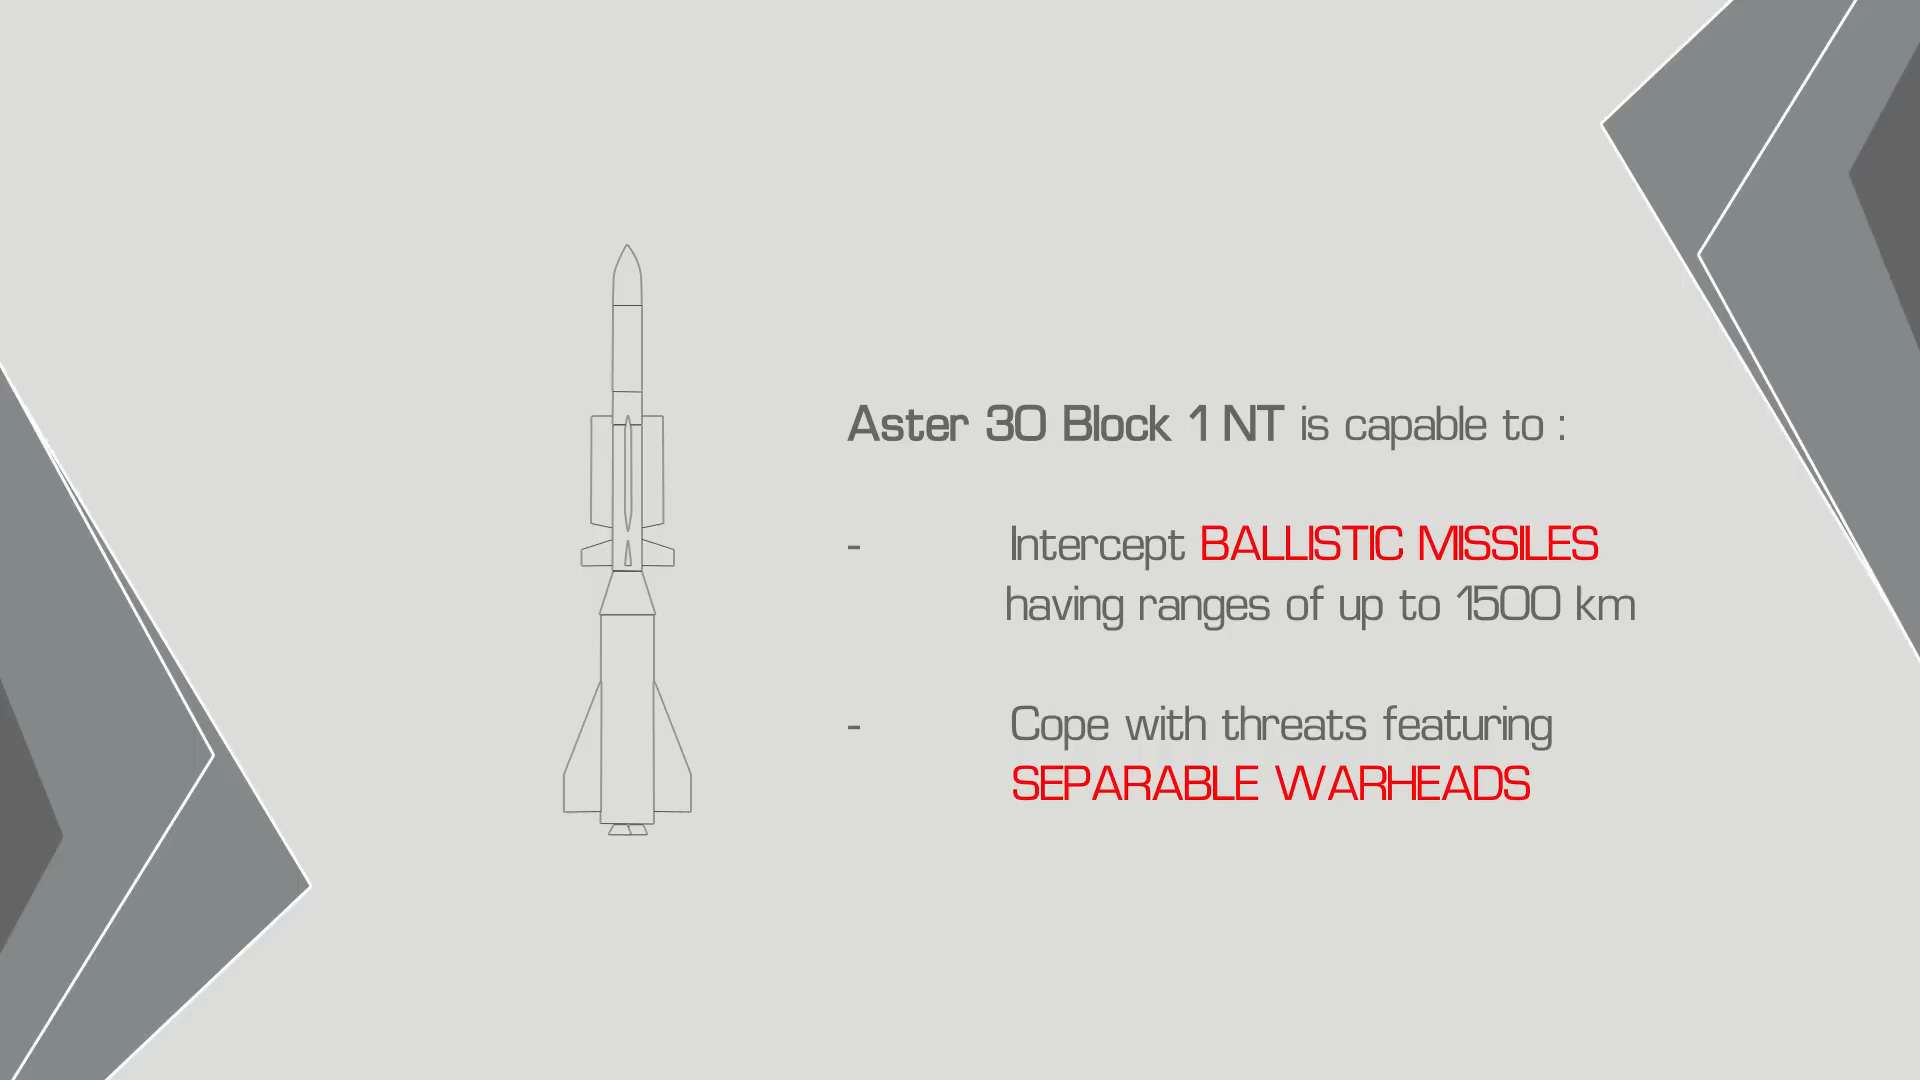 Aster 30 Block 1 NT is capable to :
- Intercept BALLISTIC MISSILES
having ranges of up to 1500 km
- Cope with threats featuring
SEPARABLE WARHEADS